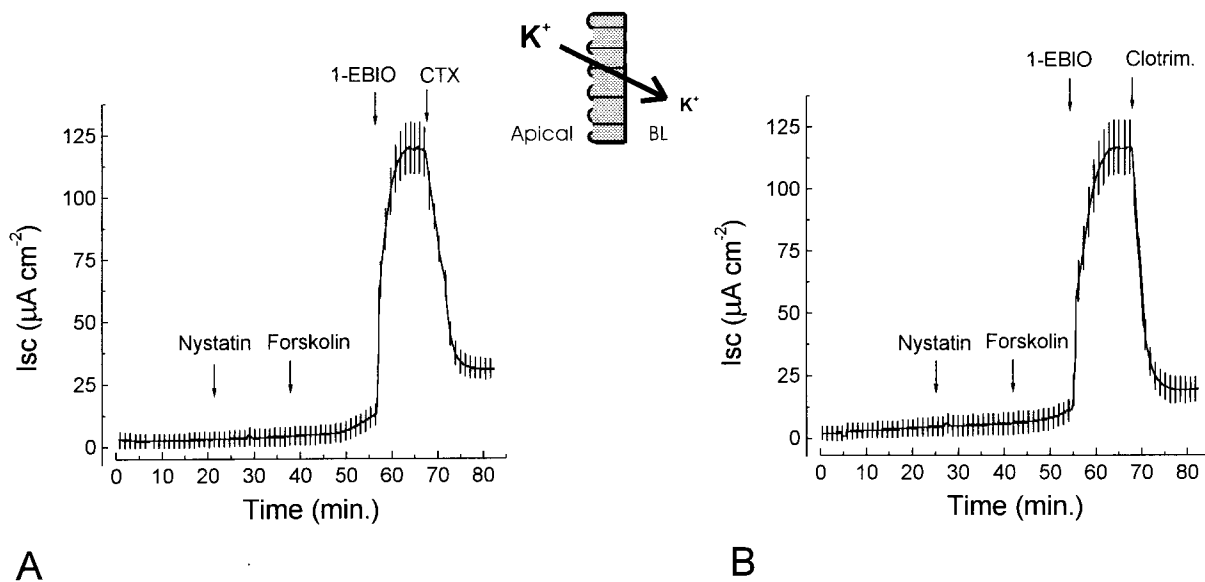 1-EBIO CTX
Isc (μA cm⁻²)
125
100
75
50
25
0
Nystatin Forskolin
0 10 20 30 40 50 60 70 80
Time (min.)
A
K⁺
K⁺
Apical BL
1-EBIO Clotrim.
Isc (μA cm⁻²)
125
100
75
50
25
0
Nystatin Forskolin
0 10 20 30 40 50 60 70 80
Time (min.)
B